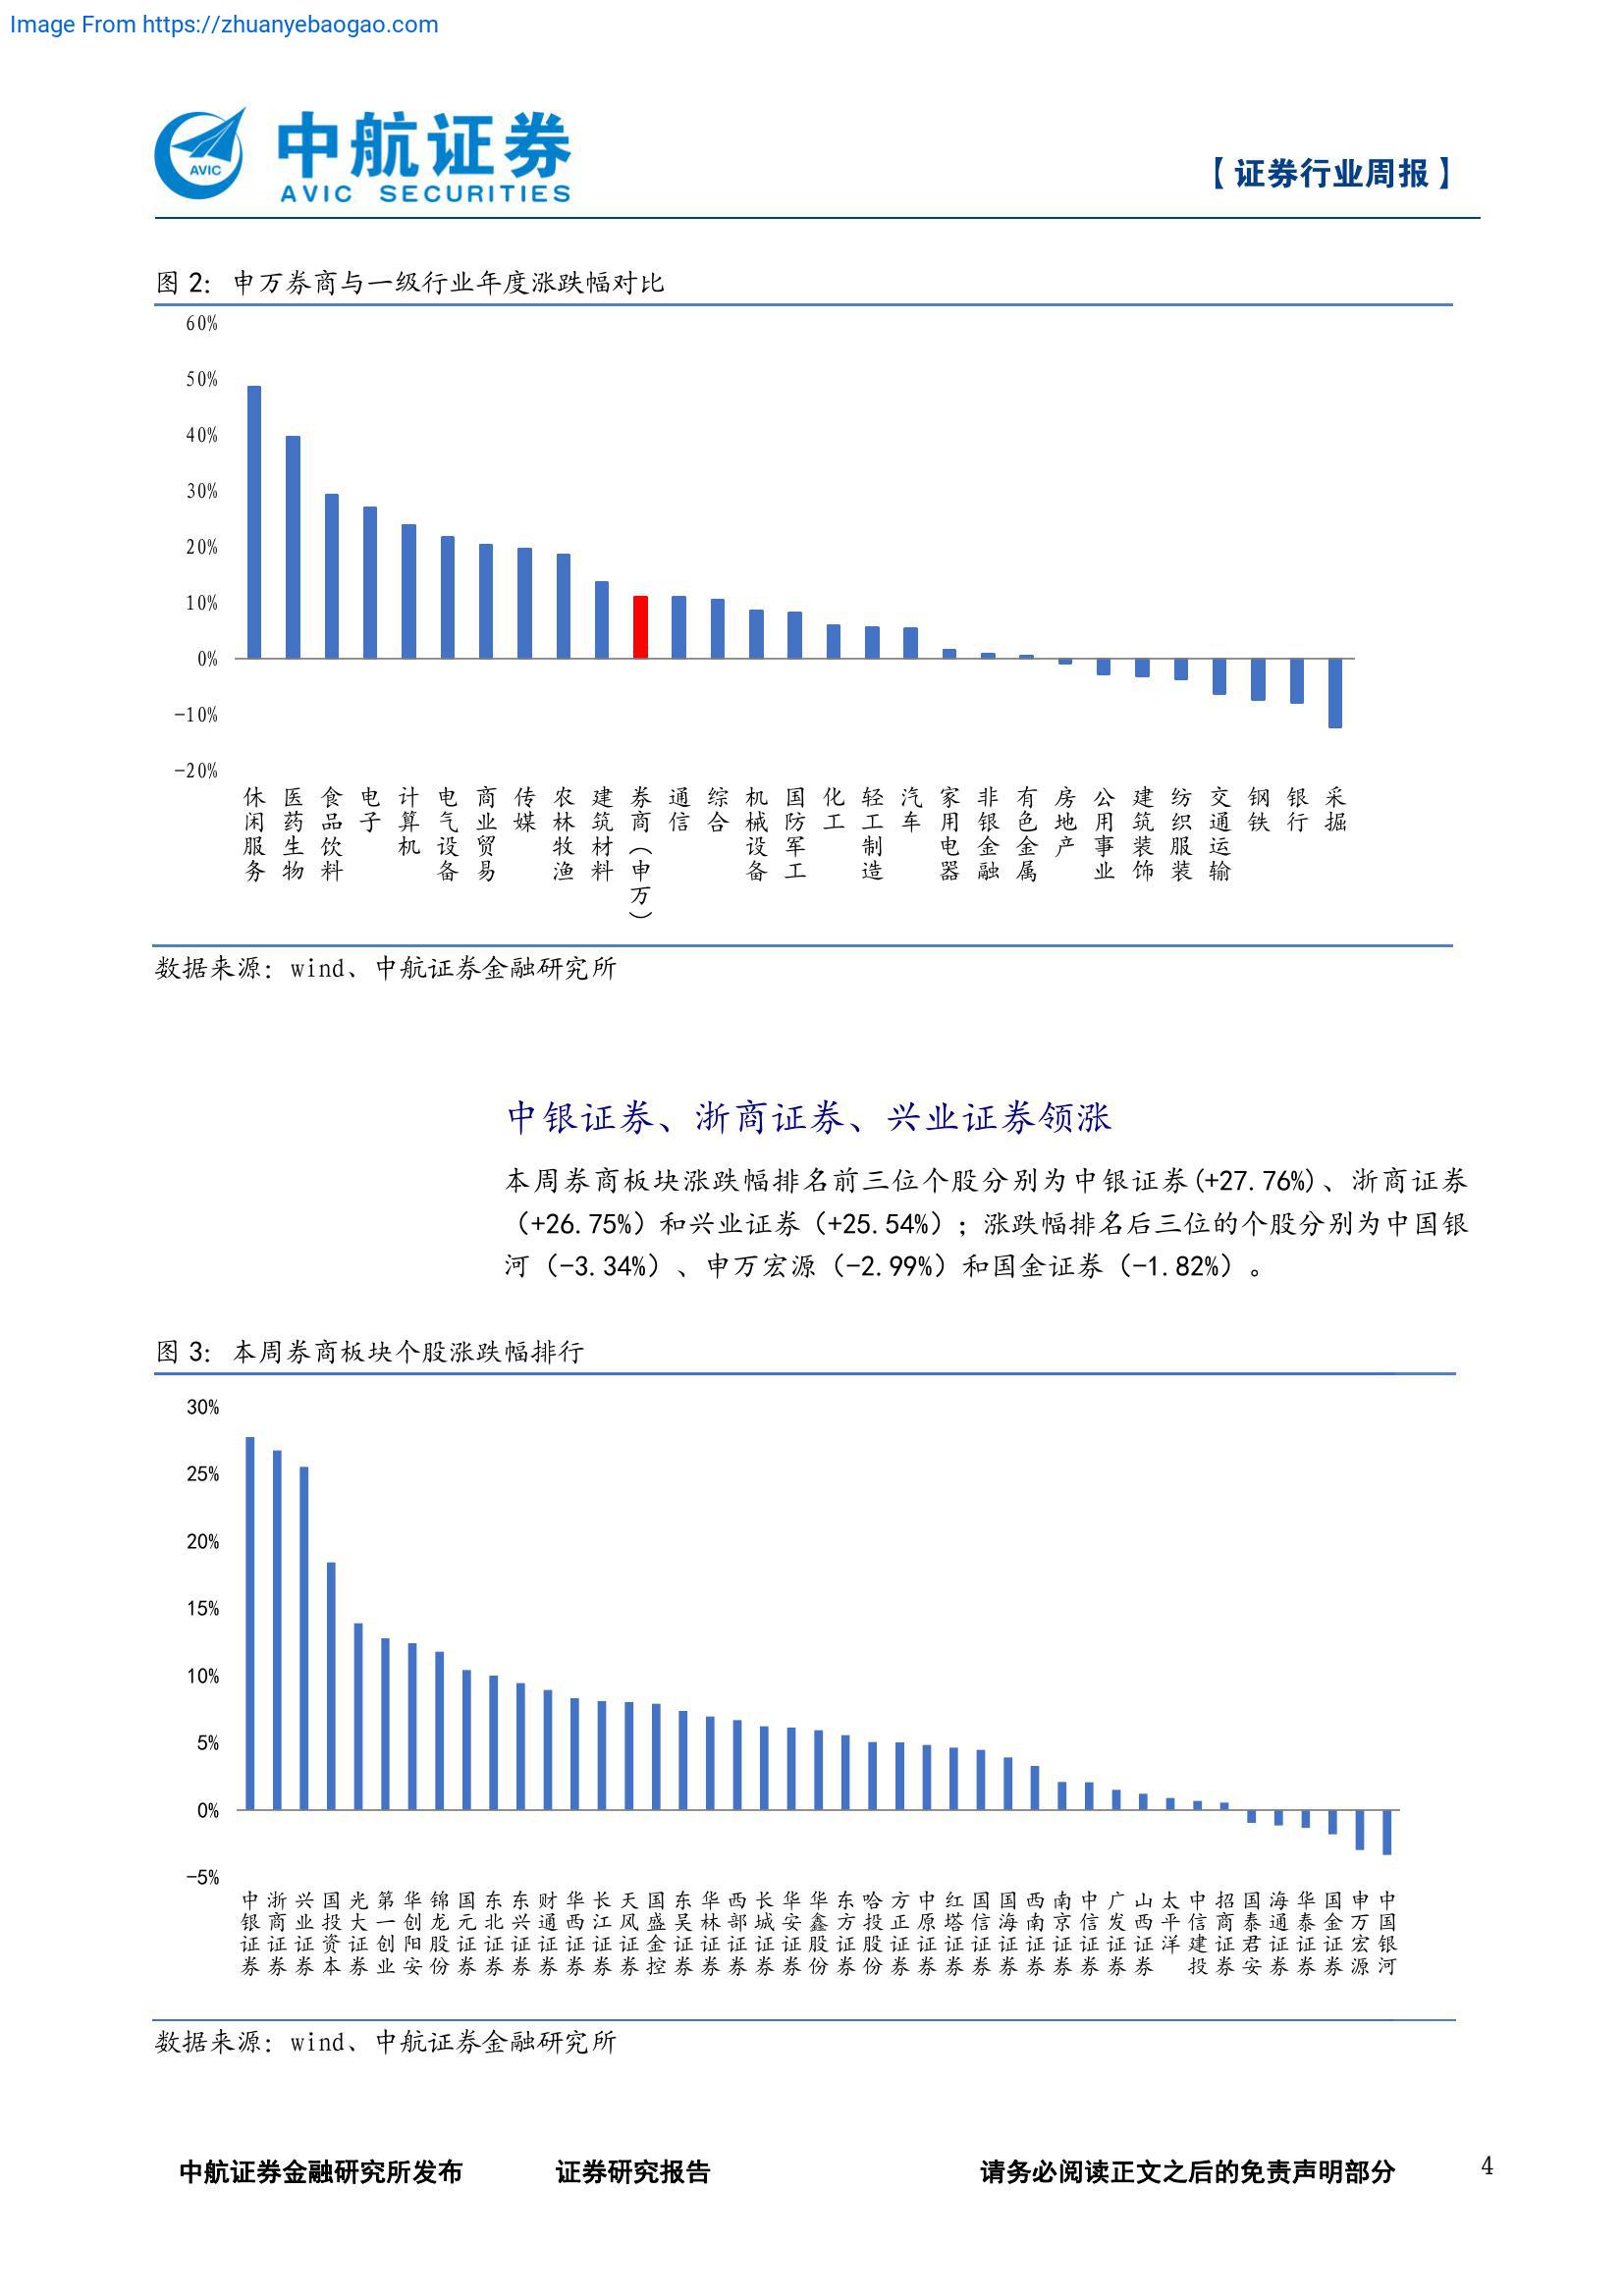 Image From https://zhuanyebaogao.com
AVIC
中航证券
AVIC SECURITIES
【证券行业周报】
图 2: 申万券商与一级行业年度涨跌幅对比
60%
50%
40%
30%
20%
10%
0%
-10%
-20%
休闲服务
医药生物
食品饮料
电子
计算机
电气设备
商业贸易
传媒
农林牧渔
建筑材料
券商（申万）
通信
综合
机械设备
国防军工
化工
轻工制造
汽车
家用电器
非银金融
有色金属
房地产
公用事业
建筑装饰
纺织服装
交通运输
钢铁
银行
采掘
数据来源: wind、中航证券金融研究所
中银证券、浙商证券、兴业证券领涨
本周券商板块涨跌幅排名前三位个股分别为中银证券(+27.76%)、浙商证券
（+26.75%）和兴业证券（+25.54%）；涨跌幅排名后三位的个股分别为中国银
河（-3.34%）、申万宏源（-2.99%）和国金证券（-1.82%）。
图 3: 本周券商板块个股涨跌幅排行
30%
25%
20%
15%
10%
5%
0%
-5%
中银证券
浙商证券
兴业证券
国投资本
光大证券
第一创业
华创阳安
锦龙股份
国元证券
东北证券
东兴证券
财通证券
华西证券
长江证券
天风证券
国盛金控
东吴证券
华林证券
西部证券
长城证券
华安证券
华鑫股份
东方证券
哈投股份
方正证券
中原证券
红塔证券
国信证券
国海证券
西南证券
南京证券
中信证券
广发证券
山西证券
太平洋
中信建投
招商证券
国泰君安
海通证券
华泰证券
国金证券
申万宏源
中国银河
数据来源: wind、中航证券金融研究所
中航证券金融研究所发布 证券研究报告 请务必阅读正文之后的免责声明部分 4